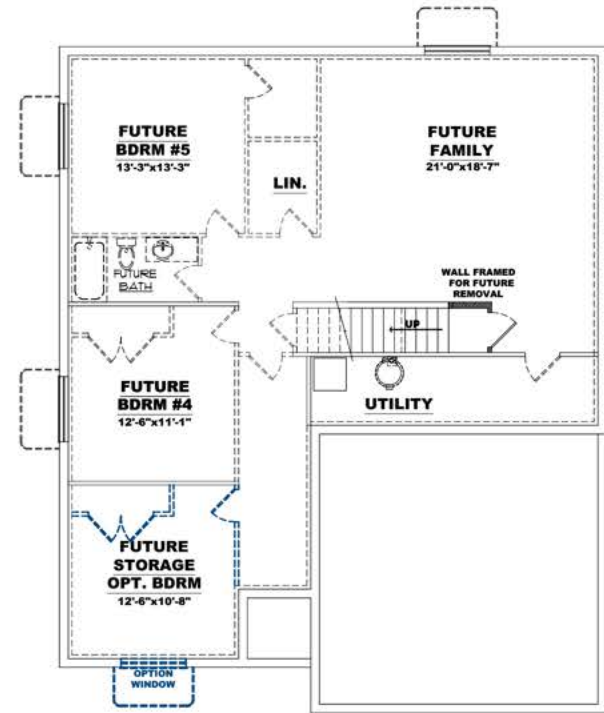 FUTURE
BDRM #5
13'-3"x13'-3"
FUTURE
FAMILY
21'-0"x18'-7"
LIN.
FUTURE
BATH
WALL FRAMED
FOR FUTURE
REMOVAL
UP
FUTURE
BDRM #4
12'-6"x11'-1"
UTILITY
FUTURE
STORAGE
OPT. BDRM
12'-6"x10'-8"
OPTION
WINDOW